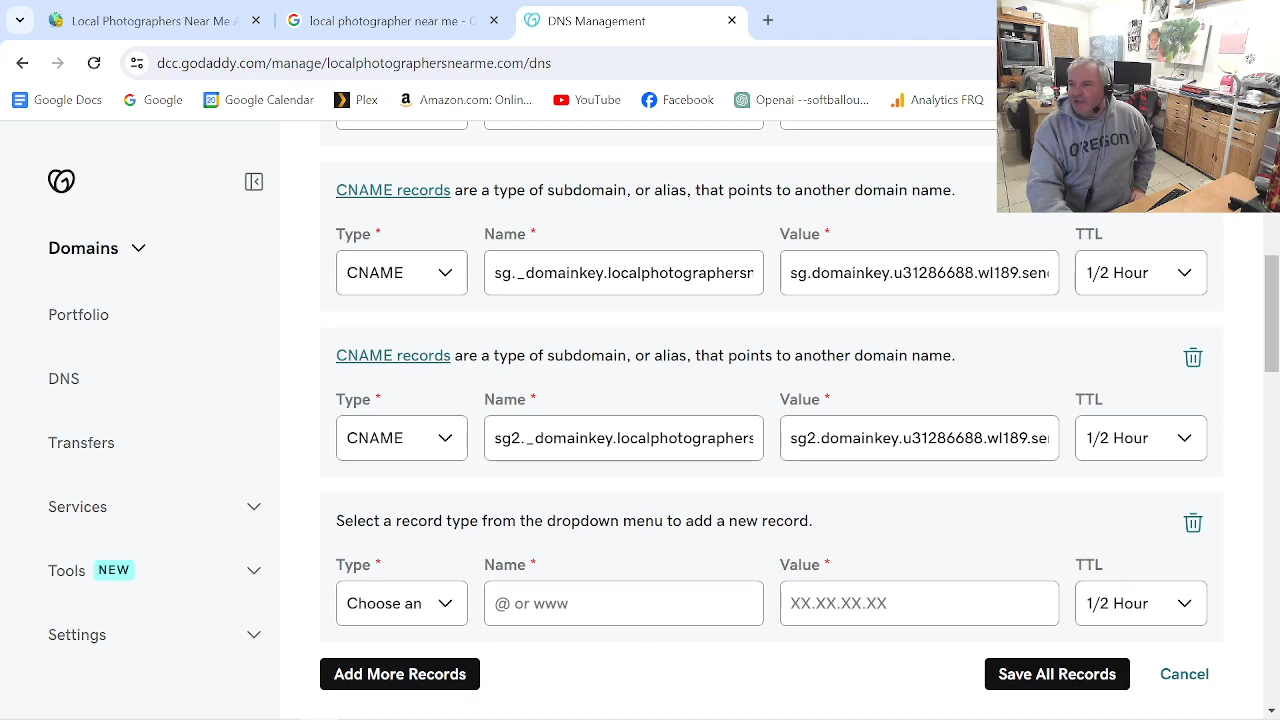 Local Photographers Near Me A
local photographer near me - G
DNS Management
dcc.godaddy.com/manage/localphotographersnearme.com/dns
Google Docs
Google
Google Calendar
Amazon.com: Onlin...
YouTube
Facebook
Openai --softballou...
Analytics FRQ
OREGON
Domains
Portfolio
DNS
Transfers
Services
Tools NEW
Settings
CNAME records are a type of subdomain, or alias, that points to another domain name.
Type * Name * Value * TTL
CNAME sg._domainkey.localphotographersn sg.domainkey.u31286688.wl189.sen 1/2 Hour
CNAME records are a type of subdomain, or alias, that points to another domain name.
Type * Name * Value * TTL
CNAME sg2._domainkey.localphotographers sg2.domainkey.u31286688.wl189.se 1/2 Hour
Select a record type from the dropdown menu to add a new record.
Type * Name * Value * TTL
Choose an @ or www XX.XX.XX.XX 1/2 Hour
Add More Records
Save All Records
Cancel